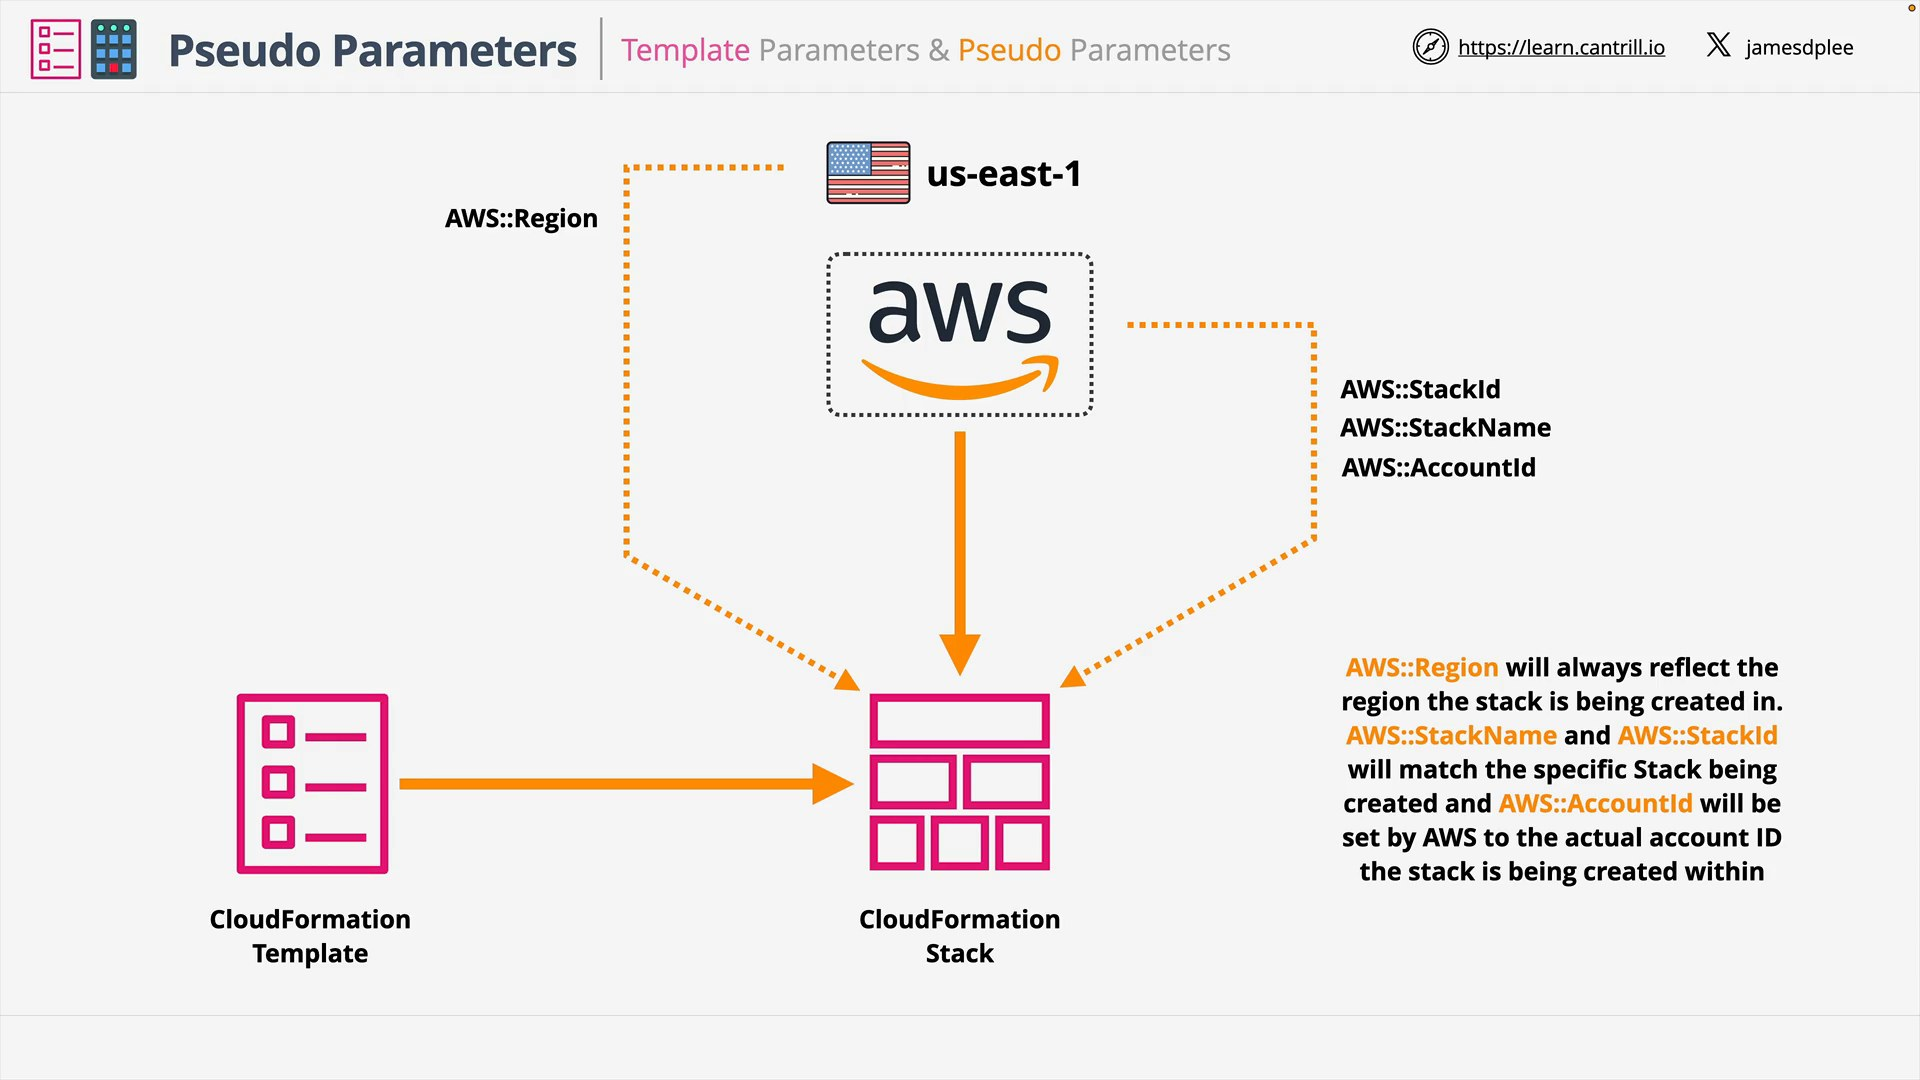 Pseudo Parameters
Template Parameters & Pseudo Parameters
https://learn.cantrill.io
jamesdplee
us-east-1
AWS::Region
aws
AWS::StackId
AWS::StackName
AWS::AccountId
AWS::Region will always reflect the
region the stack is being created in.
AWS::StackName and AWS::StackId
will match the specific Stack being
created and AWS::AccountId will be
set by AWS to the actual account ID
the stack is being created within
CloudFormation
Template
CloudFormation
Stack